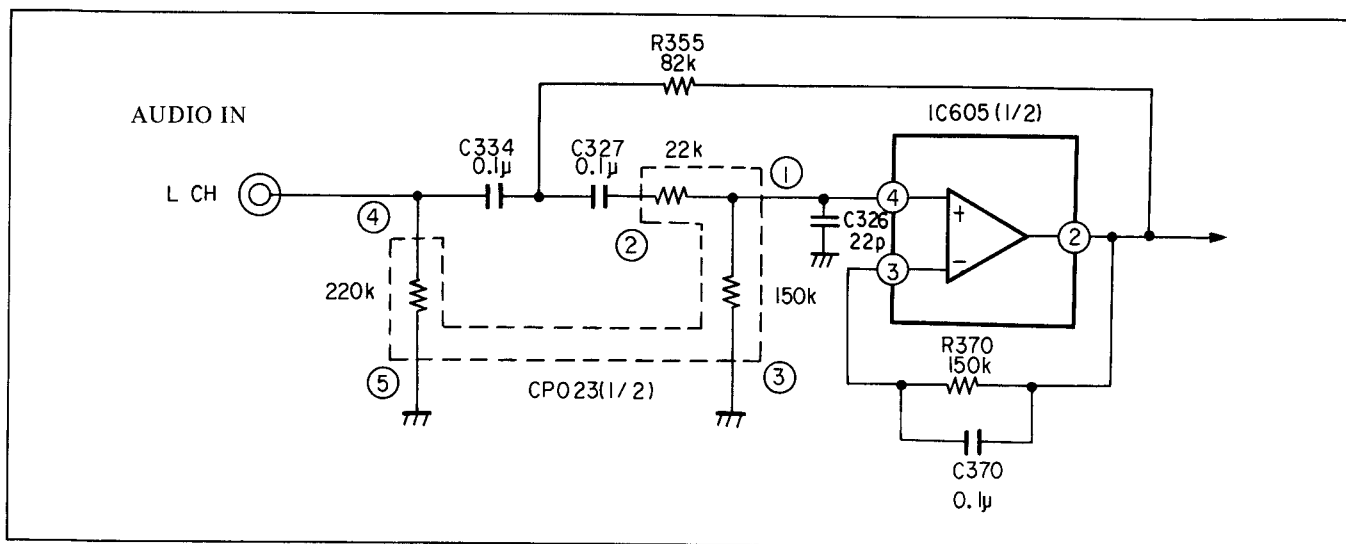 R355
82k
AUDIO IN
IC605(1/2)
C334
0.1μ
C327
0.1μ
22k
①
L CH
④
②
C326
22p
④
+
②
③
−
220k
150k
R370
150k
⑤
CP023(1/2)
③
C370
0.1μ